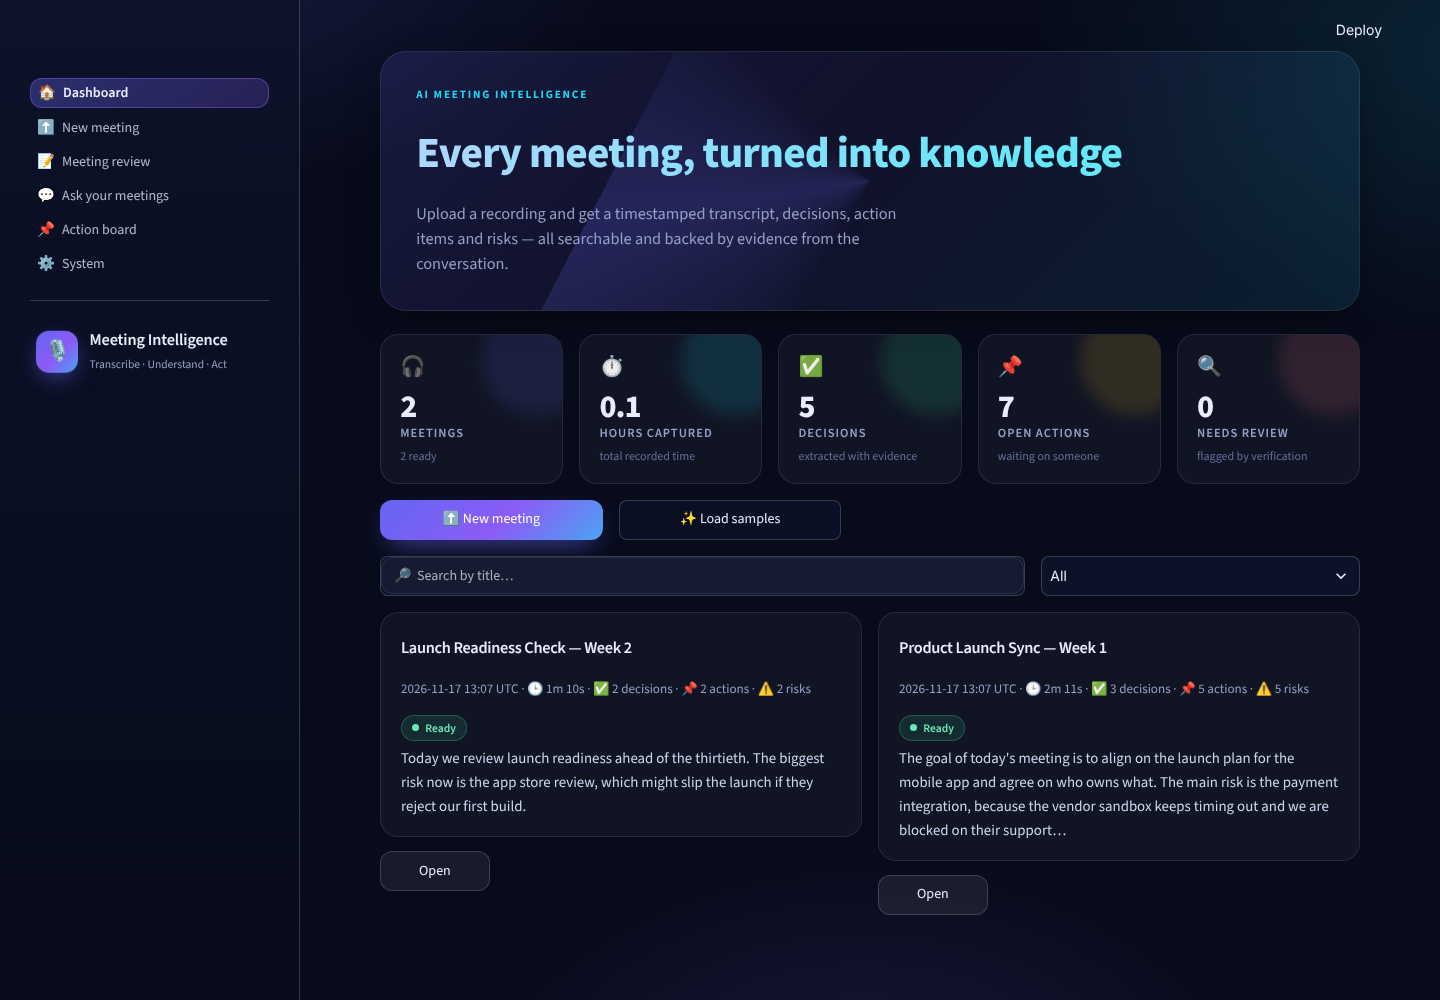 Deploy
🏠 Dashboard
⬆️ New meeting
📝 Meeting review
💬 Ask your meetings
📌 Action board
⚙️ System
Meeting Intelligence
Transcribe · Understand · Act
AI MEETING INTELLIGENCE
Every meeting, turned into knowledge
Upload a recording and get a timestamped transcript, decisions, action
items and risks — all searchable and backed by evidence from the
conversation.
🎧
2
MEETINGS
2 ready
⏱️
0.1
HOURS CAPTURED
total recorded time
✅
5
DECISIONS
extracted with evidence
📌
7
OPEN ACTIONS
waiting on someone
🔍
0
NEEDS REVIEW
flagged by verification
⬆️ New meeting
✨ Load samples
🔎 Search by title…
All
Launch Readiness Check — Week 2
2026-11-17 13:07 UTC · 🕒 1m 10s · ✅ 2 decisions · 📌 2 actions · ⚠️ 2 risks
Ready
Today we review launch readiness ahead of the thirtieth. The biggest
risk now is the app store review, which might slip the launch if they
reject our first build.
Open
Product Launch Sync — Week 1
2026-11-17 13:07 UTC · 🕒 2m 11s · ✅ 3 decisions · 📌 5 actions · ⚠️ 5 risks
Ready
The goal of today's meeting is to align on the launch plan for the
mobile app and agree on who owns what. The main risk is the payment
integration, because the vendor sandbox keeps timing out and we are
blocked on their support…
Open